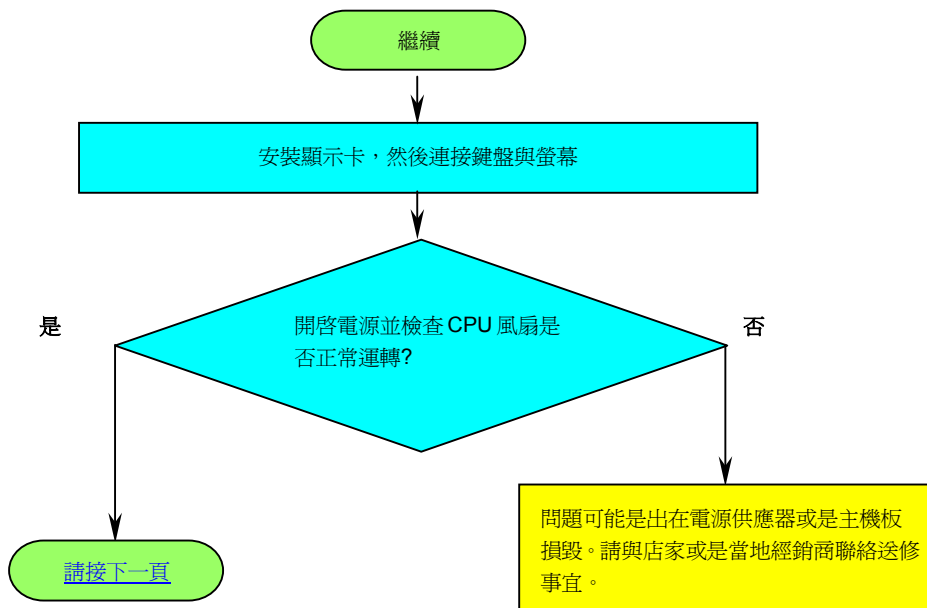 繼續
安裝顯示卡，然後連接鍵盤與螢幕
開啓電源並檢查 CPU 風扇是
否正常運轉?
是
否
請接下一頁
問題可能是出在電源供應器或是主機板
損毀。請與店家或是當地經銷商聯絡送修
事宜。